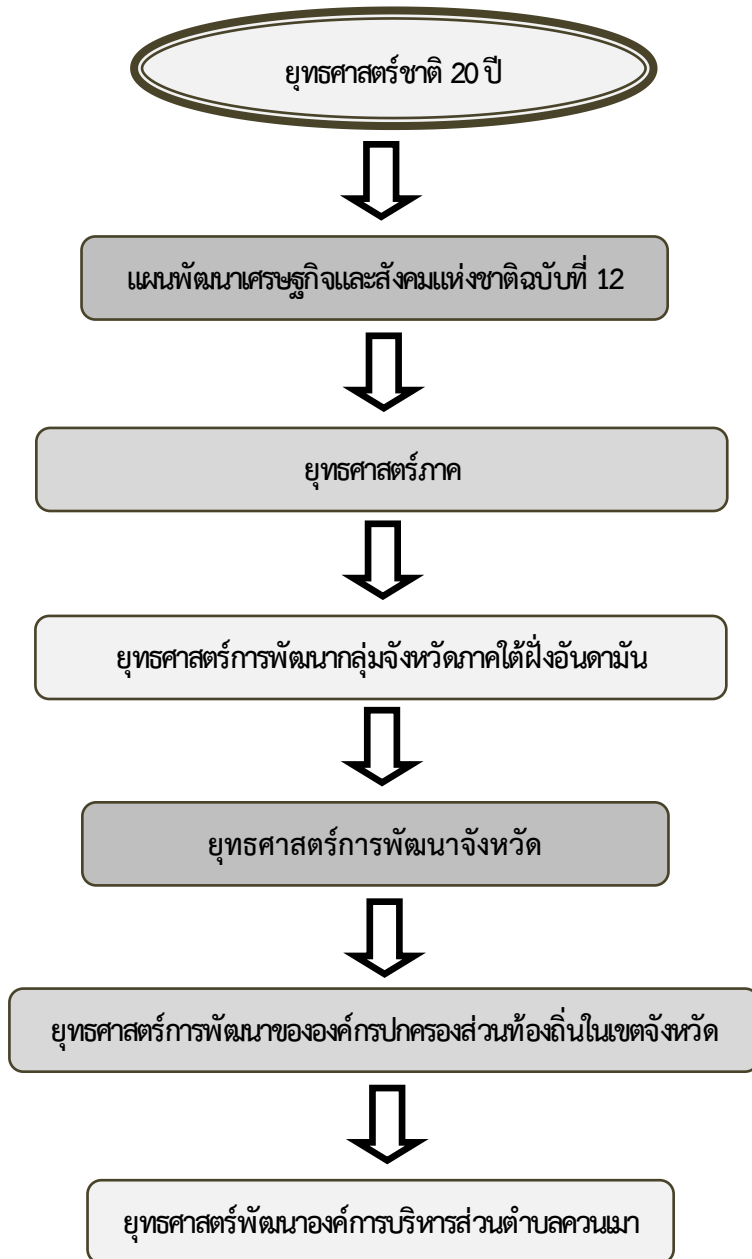 ยุทธศาสตร์ชาติ 20 ปี
แผนพัฒนาเศรษฐกิจและสังคมแห่งชาติฉบับที่ 12
ยุทธศาสตร์ภาค
ยุทธศาสตร์การพัฒนากลุ่มจังหวัดภาคใต้ฝั่งอันดามัน
ยุทธศาสตร์การพัฒนาจังหวัด
ยุทธศาสตร์การพัฒนาขององค์กรปกครองส่วนท้องถิ่นในเขตจังหวัด
ยุทธศาสตร์พัฒนาองค์การบริหารส่วนตำบลควนเมา